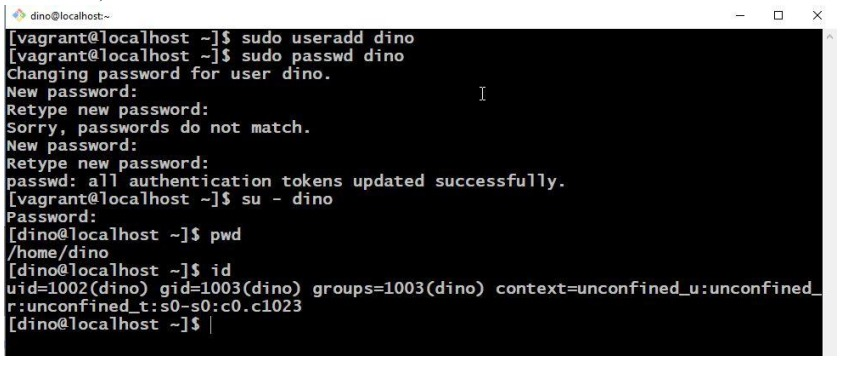 dino@localhost:~
[vagrant@localhost ~]$ sudo useradd dino
[vagrant@localhost ~]$ sudo passwd dino
Changing password for user dino.
New password:
Retype new password:
Sorry, passwords do not match.
New password:
Retype new password:
passwd: all authentication tokens updated successfully.
[vagrant@localhost ~]$ su - dino
Password:
[dino@localhost ~]$ pwd
/home/dino
[dino@localhost ~]$ id
uid=1002(dino) gid=1003(dino) groups=1003(dino) context=unconfined_u:unconfined_
r:unconfined_t:s0-s0:c0.c1023
[dino@localhost ~]$